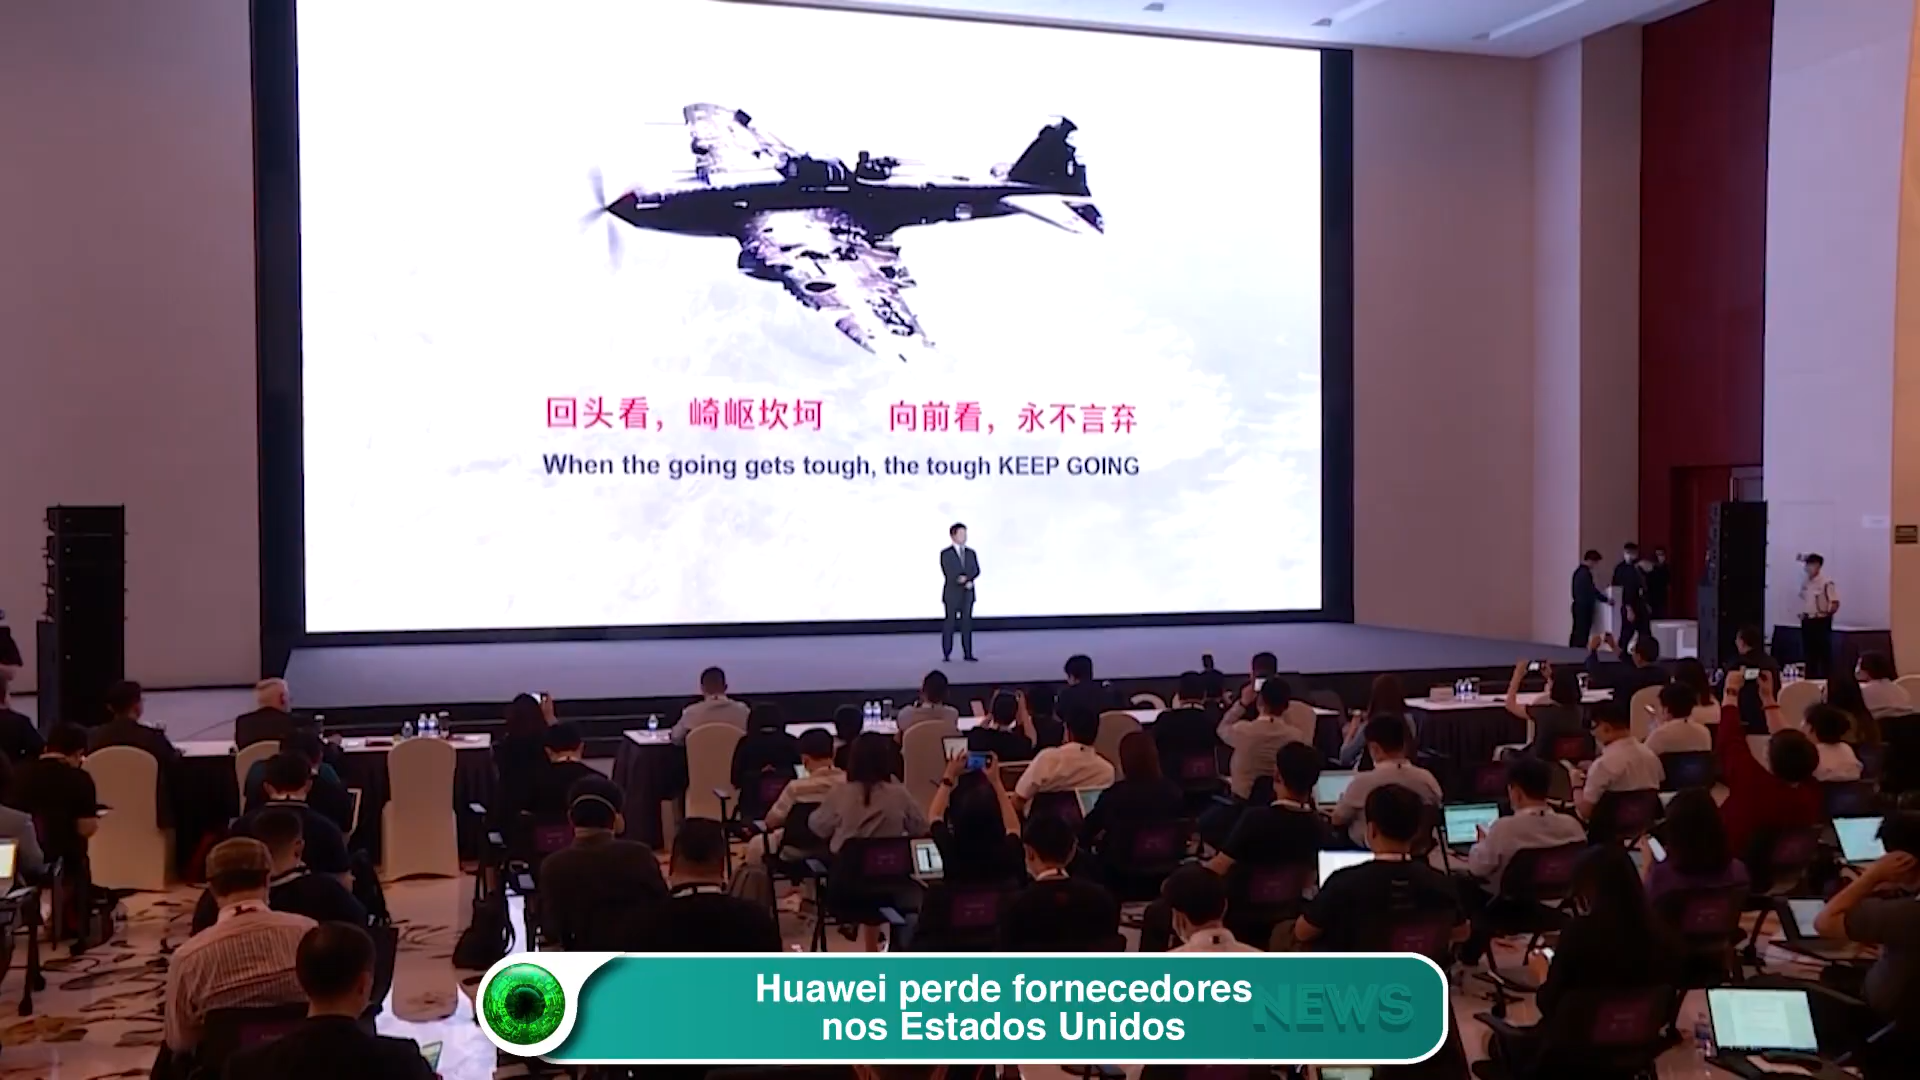 回头看，崎岖坎坷 向前看，永不言弃
When the going gets tough, the tough KEEP GOING
Huawei perde fornecedores
nos Estados Unidos
NEWS